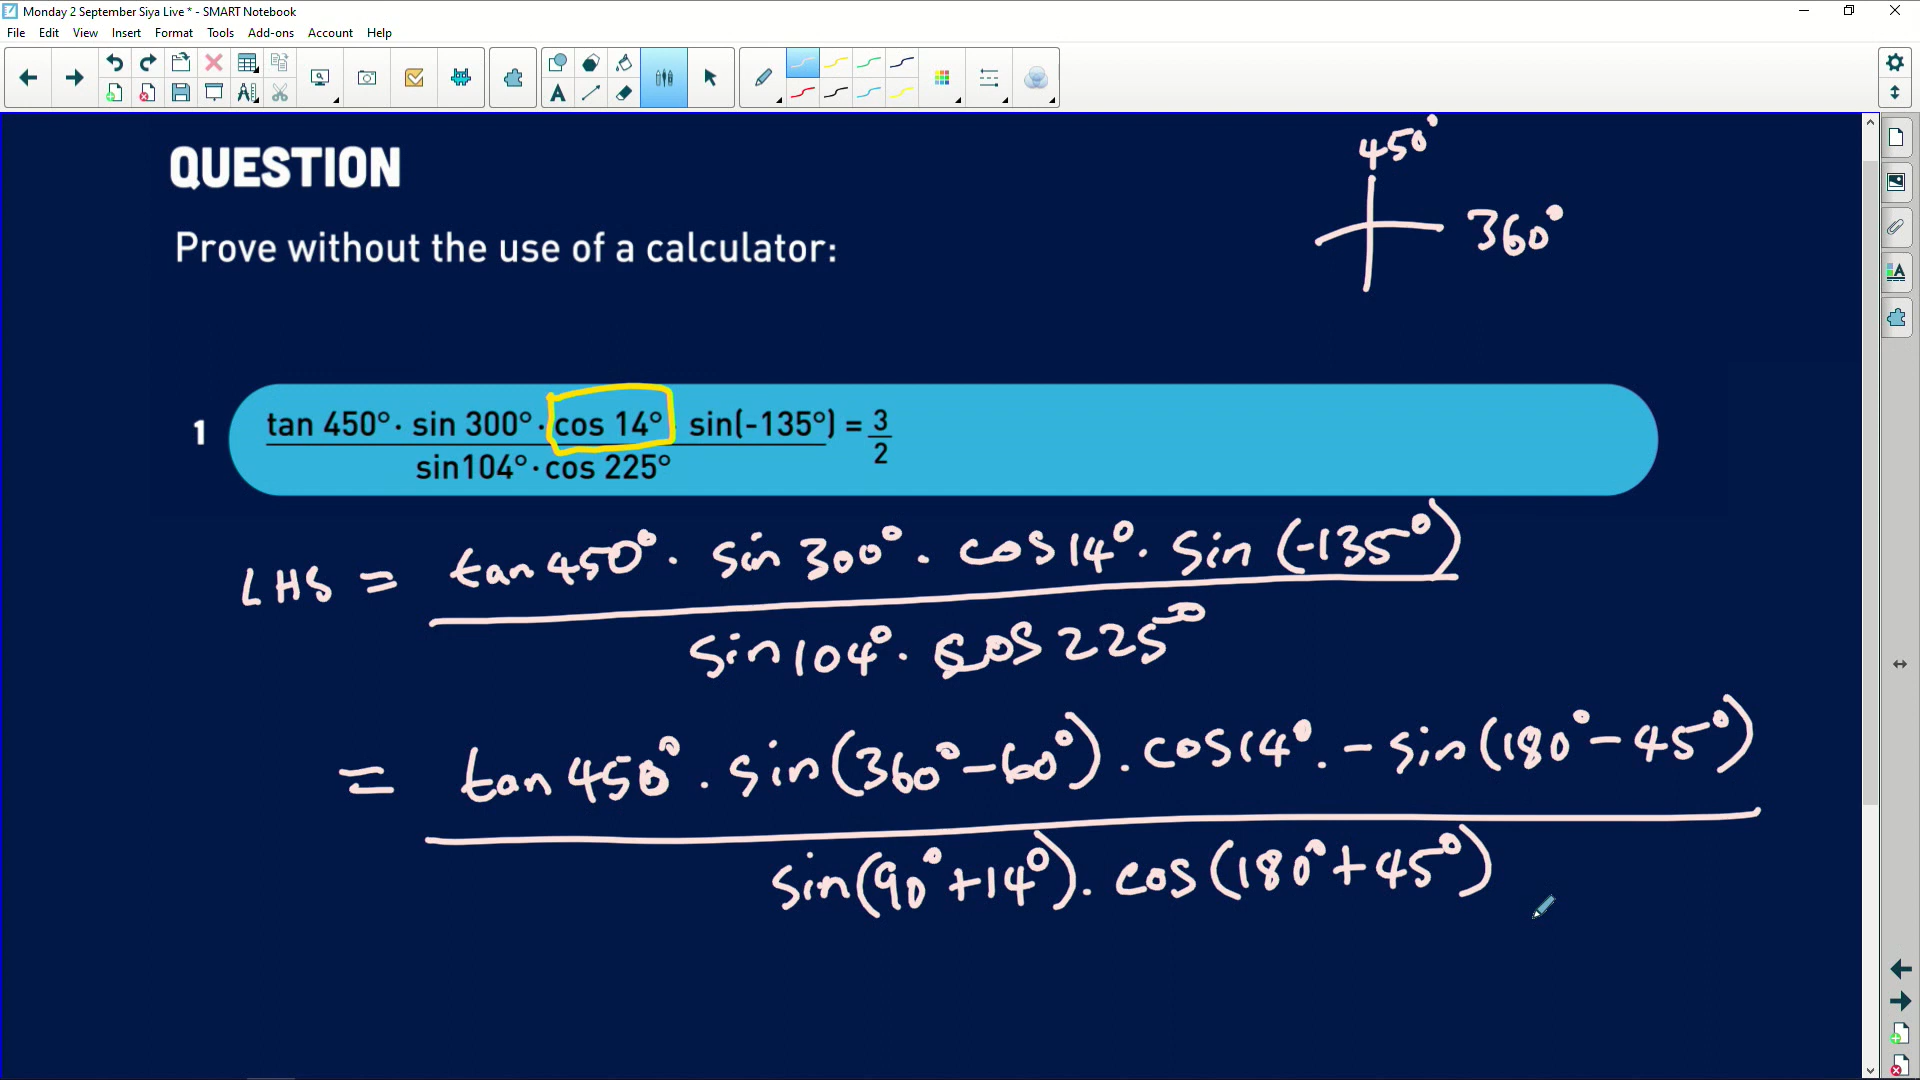 Monday 2 September Siya Live * - SMART Notebook
File Edit View Insert Format Tools Add-ons Account Help
QUESTION
450°
360°
Prove without the use of a calculator:
1
tan 450° · sin 300° · cos 14° sin(-135°) = 3/2
sin104° · cos 225°
LHS = tan 450° · sin 300° · cos 14° · sin (-135°)
sin 104° · cos 225°
= tan 450° · sin (360° - 60°) · cos 14° · - sin (180° - 45°)
sin (90° + 14°) · cos (180° + 45°)